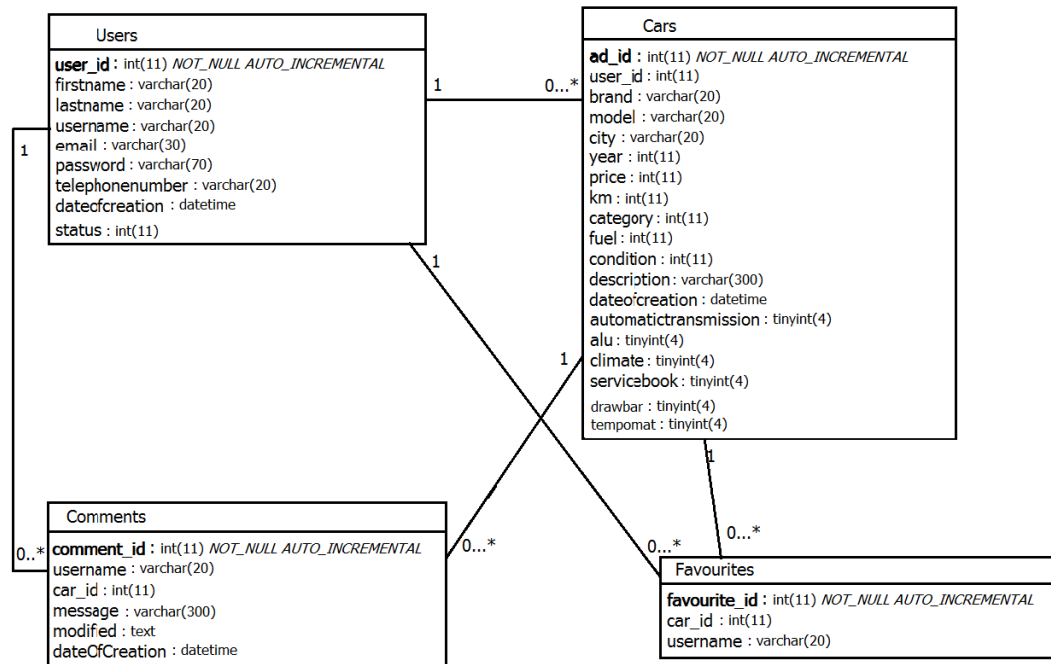 Users
user_id : int(11) NOT_NULL AUTO_INCREMENTAL
firstname : varchar(20)
lastname : varchar(20)
username : varchar(20)
email : varchar(30)
password : varchar(70)
telephonenumber : varchar(20)
dateofcreation : datetime
status : int(11)
1
0...*
1
0..*
1
0...*
Cars
ad_id : int(11) NOT_NULL AUTO_INCREMENTAL
user_id : int(11)
brand : varchar(20)
model : varchar(20)
city : varchar(20)
year : int(11)
price : int(11)
km : int(11)
category : int(11)
fuel : int(11)
condition : int(11)
description : varchar(300)
dateofcreation : datetime
automatictransmission : tinyint(4)
alu : tinyint(4)
climate : tinyint(4)
servicebook : tinyint(4)
drawbar : tinyint(4)
tempomat : tinyint(4)
1
0...*
1
0...*
Comments
comment_id : int(11) NOT_NULL AUTO_INCREMENTAL
username : varchar(20)
car_id : int(11)
message : varchar(300)
modified : text
dateOfCreation : datetime
Favourites
favourite_id : int(11) NOT_NULL AUTO_INCREMENTAL
car_id : int(11)
username : varchar(20)